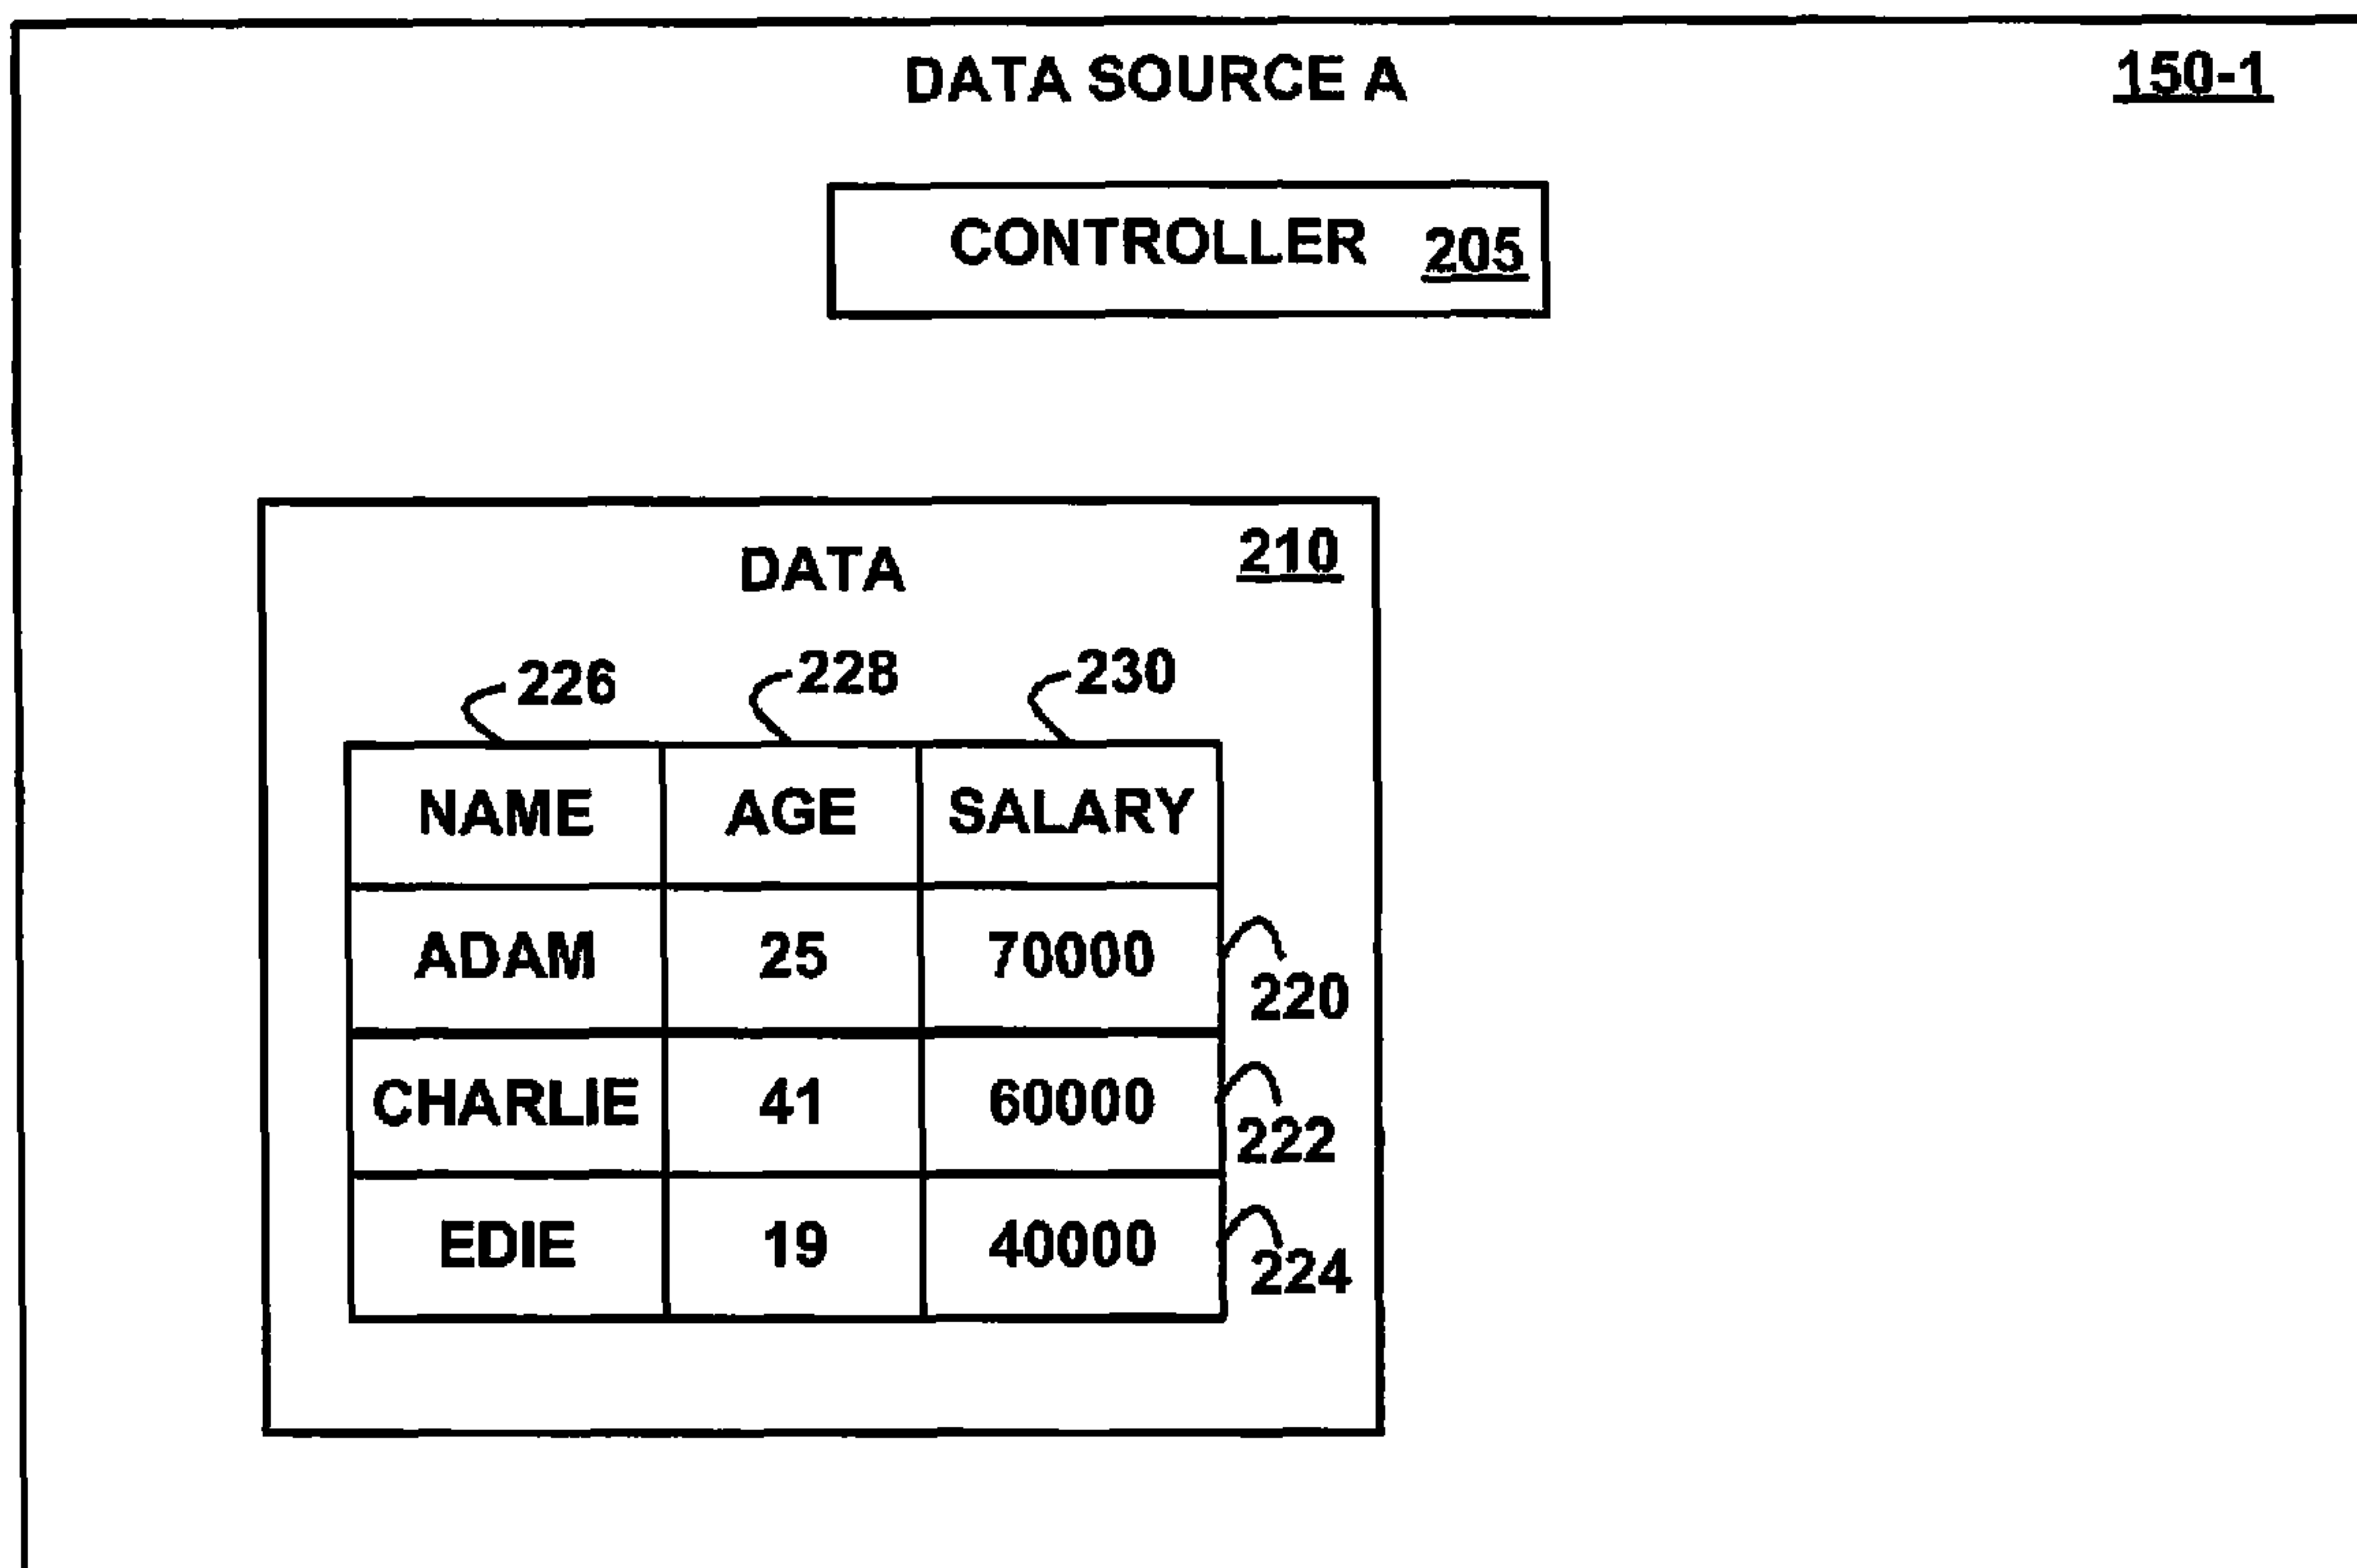 DATA SOURCE A 150-1
CONTROLLER 205
DATA 210
226 228 230
NAME AGE SALARY
ADAM 25 70000
220
CHARLIE 41 60000
222
EDIE 19 40000
224